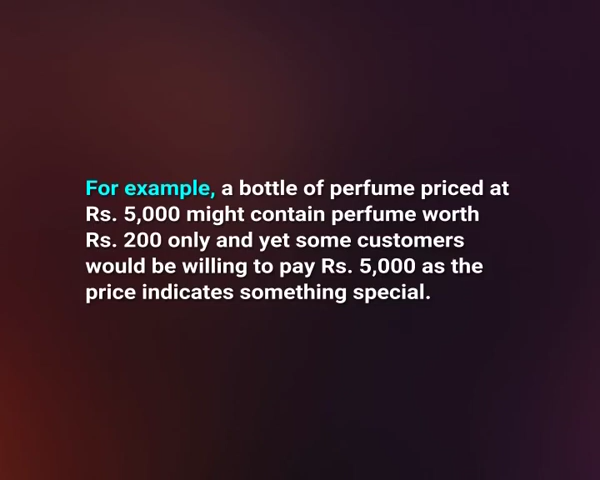 For example, a bottle of perfume priced at
Rs. 5,000 might contain perfume worth
Rs. 200 only and yet some customers
would be willing to pay Rs. 5,000 as the
price indicates something special.